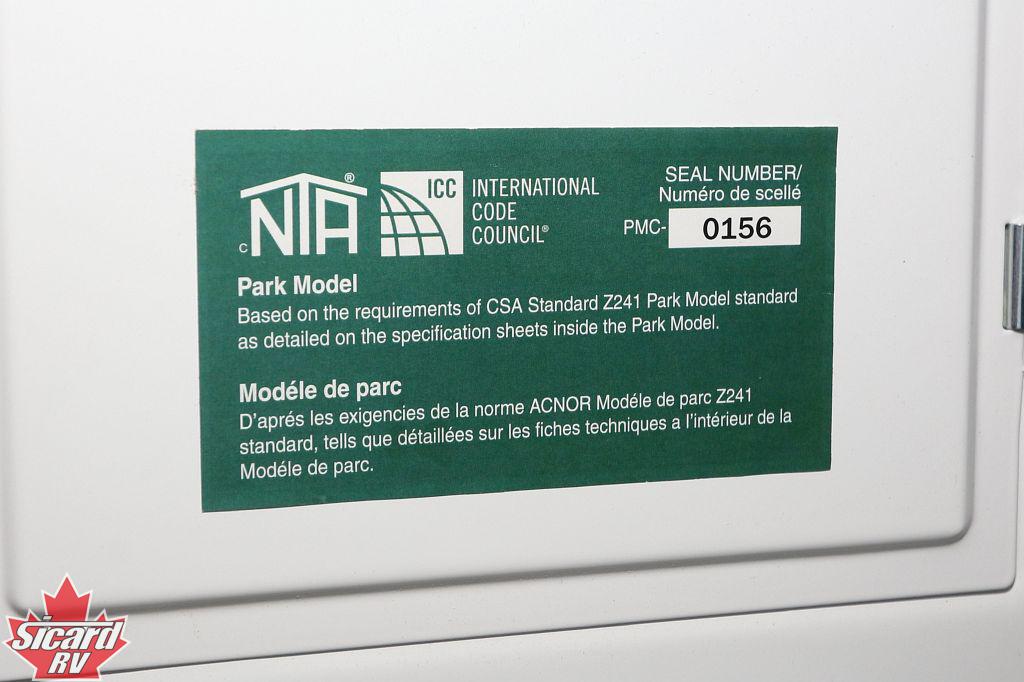 C NTA®
ICC INTERNATIONAL
CODE
COUNCIL®
SEAL NUMBER/
Numéro de scellé
PMC- 0156
Park Model
Based on the requirements of CSA Standard Z241 Park Model standard
as detailed on the specification sheets inside the Park Model.
Modéle de parc
D'aprés les exigencies de la norme ACNOR Modéle de parc Z241
standard, tells que détaillées sur les fiches techniques a l'intérieur de la
Modéle de parc.
Sicard
RV